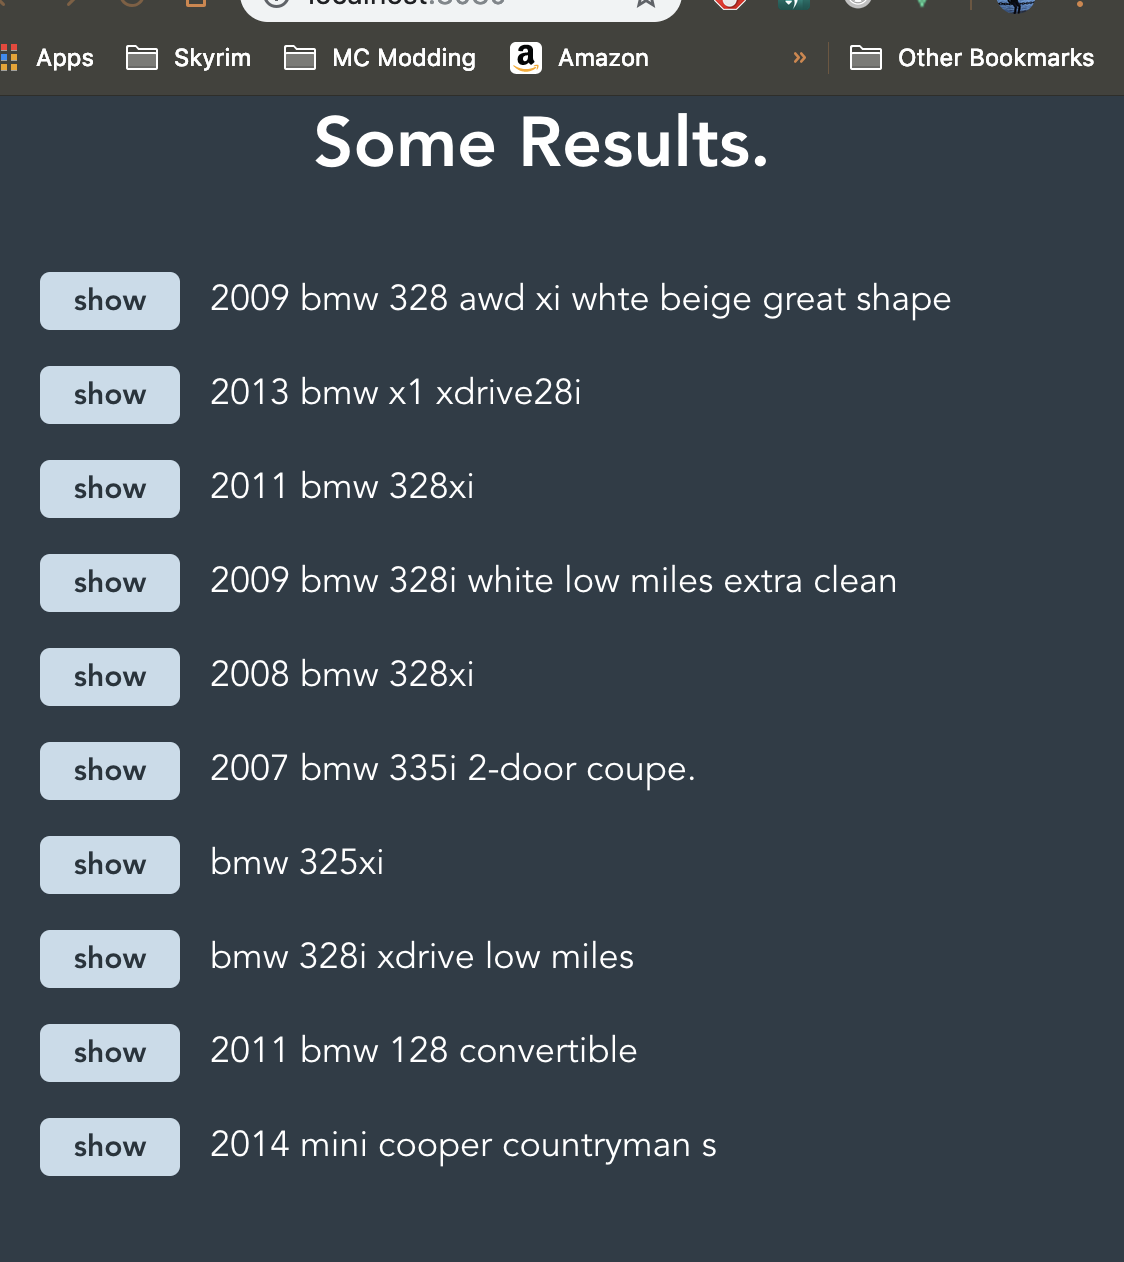 Apps Skyrim MC Modding a Amazon » Other Bookmarks
Some Results.
show 2009 bmw 328 awd xi whte beige great shape
show 2013 bmw x1 xdrive28i
show 2011 bmw 328xi
show 2009 bmw 328i white low miles extra clean
show 2008 bmw 328xi
show 2007 bmw 335i 2-door coupe.
show bmw 325xi
show bmw 328i xdrive low miles
show 2011 bmw 128 convertible
show 2014 mini cooper countryman s